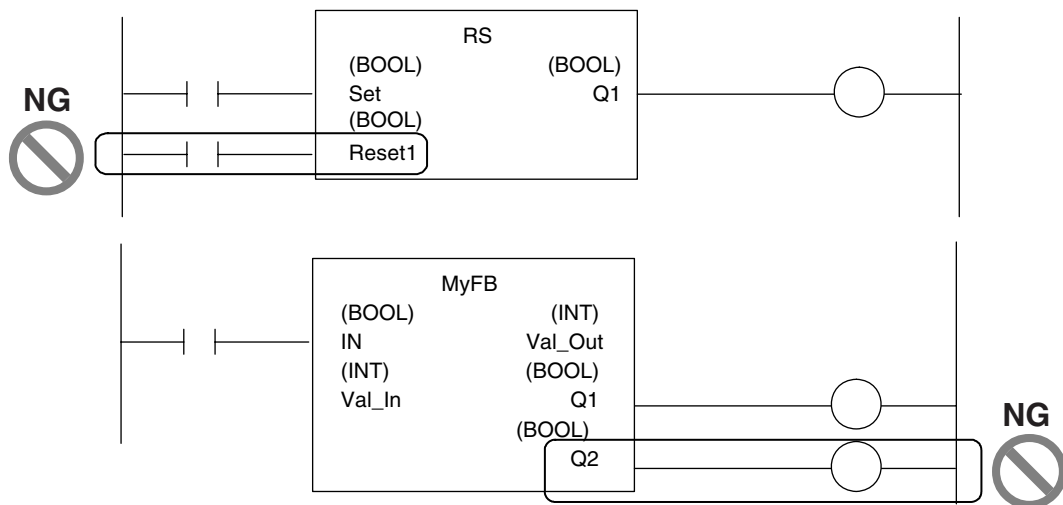 RS
(BOOL) (BOOL)
Set Q1
NG
(BOOL)
Reset1
MyFB
(BOOL) (INT)
IN Val_Out
(INT) (BOOL)
Val_In Q1
(BOOL)
NG
Q2